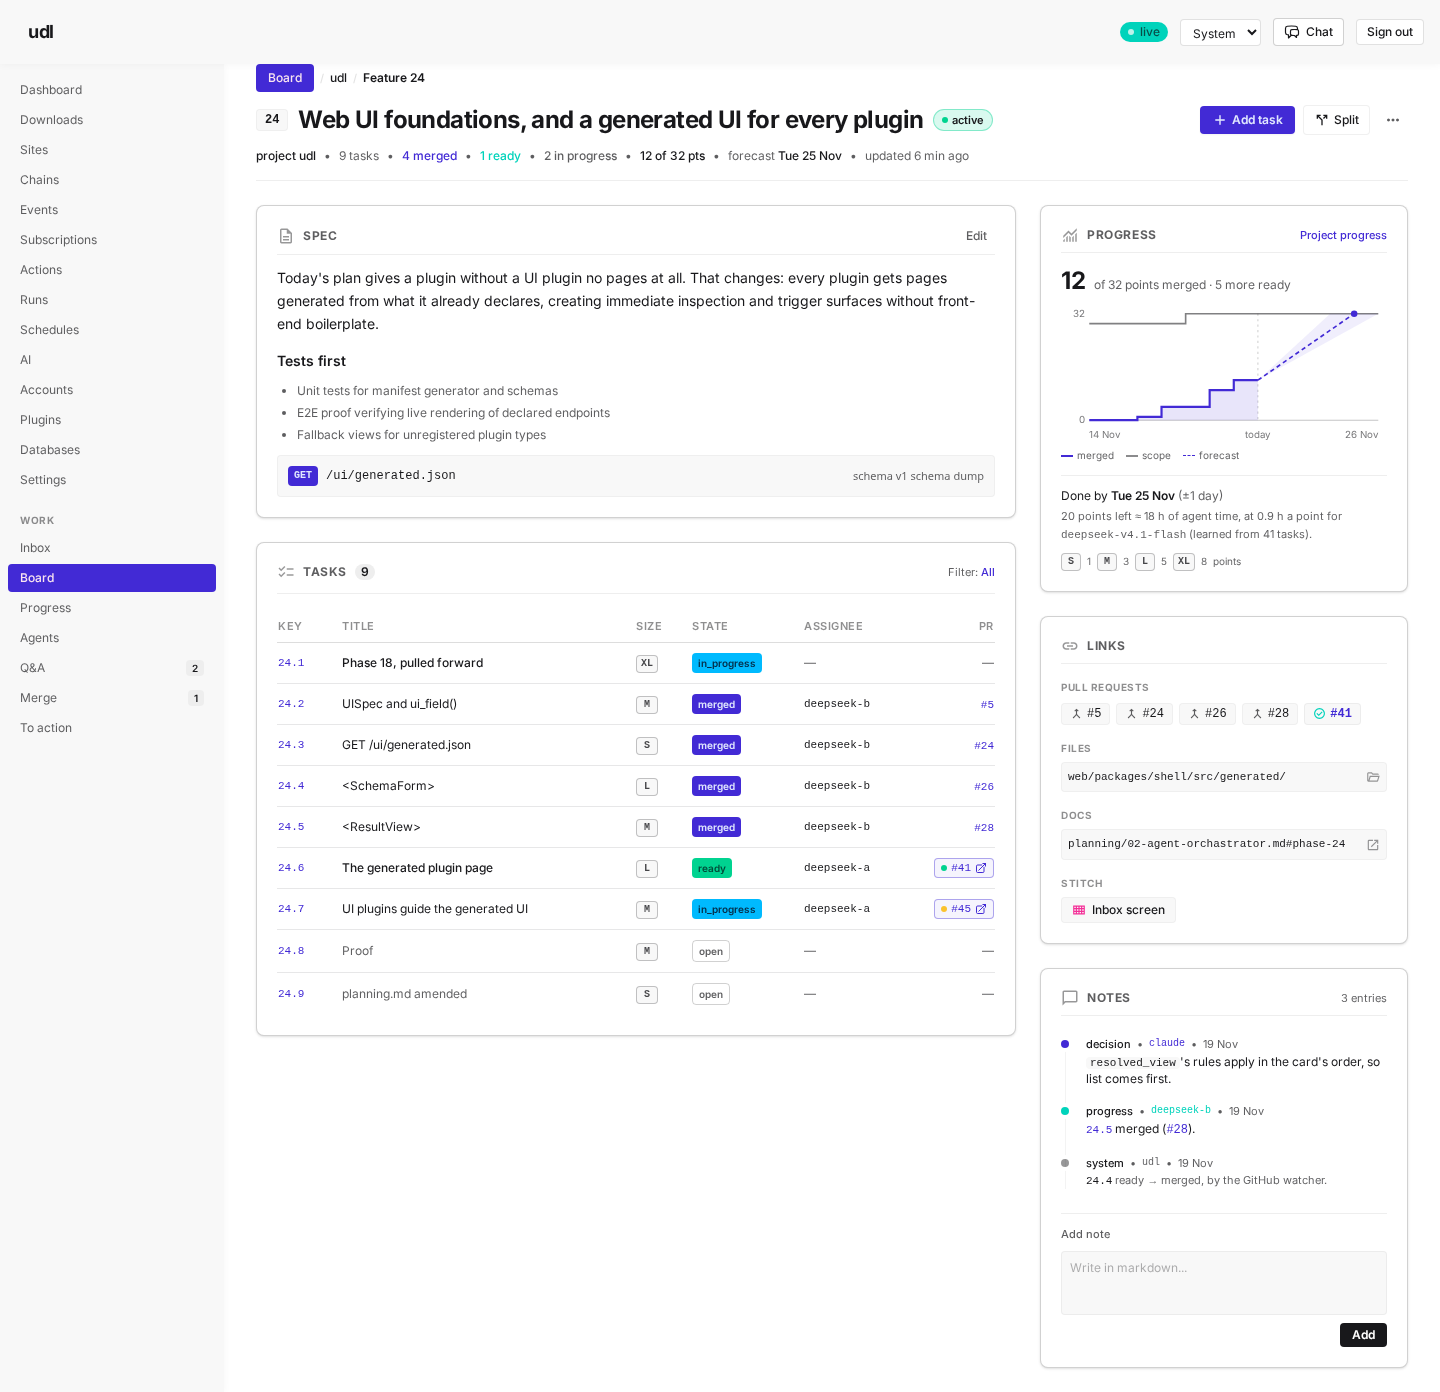 udl
live
System
Chat
Sign out
Dashboard
Downloads
Sites
Chains
Events
Subscriptions
Actions
Runs
Schedules
AI
Accounts
Plugins
Databases
Settings
WORK
Inbox
Board
Progress
Agents
Q&A 2
Merge 1
To action
Board / udl / Feature 24
24 Web UI foundations, and a generated UI for every plugin active
Add task
Split
project udl • 9 tasks • 4 merged • 1 ready • 2 in progress • 12 of 32 pts • forecast Tue 25 Nov • updated 6 min ago
SPEC
Edit
Today's plan gives a plugin without a UI plugin no pages at all. That changes: every plugin gets pages
generated from what it already declares, creating immediate inspection and trigger surfaces without front-
end boilerplate.
Tests first
• Unit tests for manifest generator and schemas
• E2E proof verifying live rendering of declared endpoints
• Fallback views for unregistered plugin types
GET /ui/generated.json schema v1 schema dump
TASKS 9
Filter: All
KEY TITLE SIZE STATE ASSIGNEE PR
24.1 Phase 18, pulled forward XL in_progress — —
24.2 UISpec and ui_field() M merged deepseek-b #5
24.3 GET /ui/generated.json S merged deepseek-b #24
24.4 <SchemaForm> L merged deepseek-b #26
24.5 <ResultView> M merged deepseek-b #28
24.6 The generated plugin page L ready deepseek-a #41
24.7 UI plugins guide the generated UI M in_progress deepseek-a #45
24.8 Proof M open — —
24.9 planning.md amended S open — —
PROGRESS
Project progress
12 of 32 points merged · 5 more ready
32
0
14 Nov today 26 Nov
merged scope forecast
Done by Tue 25 Nov (±1 day)
20 points left ≈ 18 h of agent time, at 0.9 h a point for
deepseek-v4.1-flash (learned from 41 tasks).
S 1 M 3 L 5 XL 8 points
LINKS
PULL REQUESTS
#5 #24 #26 #28 #41
FILES
web/packages/shell/src/generated/
DOCS
planning/02-agent-orchastrator.md#phase-24
STITCH
Inbox screen
NOTES
3 entries
decision • claude • 19 Nov
resolved_view 's rules apply in the card's order, so
list comes first.
progress • deepseek-b • 19 Nov
24.5 merged (#28).
system • udl • 19 Nov
24.4 ready → merged, by the GitHub watcher.
Add note
Write in markdown...
Add